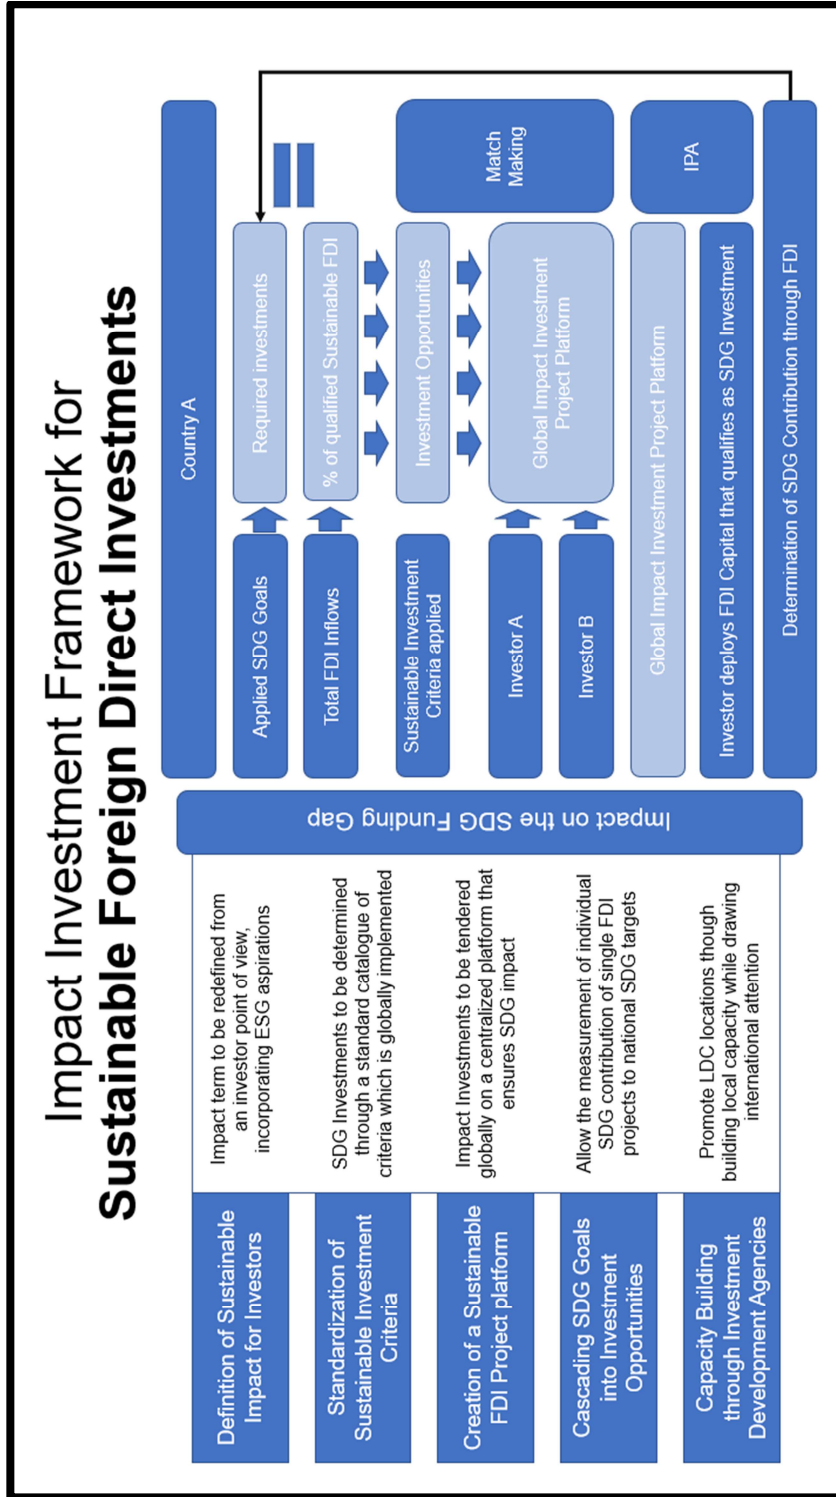 Impact Investment Framework for
Sustainable Foreign Direct Investments
Definition of Sustainable
Impact for Investors
Impact term to be redefined from
an investor point of view,
incorporating ESG aspirations
Standardization of
Sustainable Investment
Criteria
SDG Investments to be determined
through a standard catalogue of
criteria which is globally implemented
Creation of a Sustainable
FDI Project platform
Impact Investments to be tendered
globally on a centralized platform that
ensures SDG impact
Cascading SDG Goals
into Investment
Opportunities
Allow the measurement of individual
SDG contribution of single FDI
projects to national SDG targets
Capacity Building
through Investment
Development Agencies
Promote LDC locations though
building local capacity while drawing
international attention
Impact on the SDG Funding Gap
Country A
Applied SDG Goals
Required investments
Total FDI Inflows
% of qualified Sustainable FDI
Sustainable Investment
Criteria applied
Investment Opportunities
Investor A
Investor B
Global Impact Investment
Project Platform
Match
Making
Global Impact Investment Project Platform
Investor deploys FDI Capital that qualifies as SDG Investment
IPA
Determination of SDG Contribution through FDI